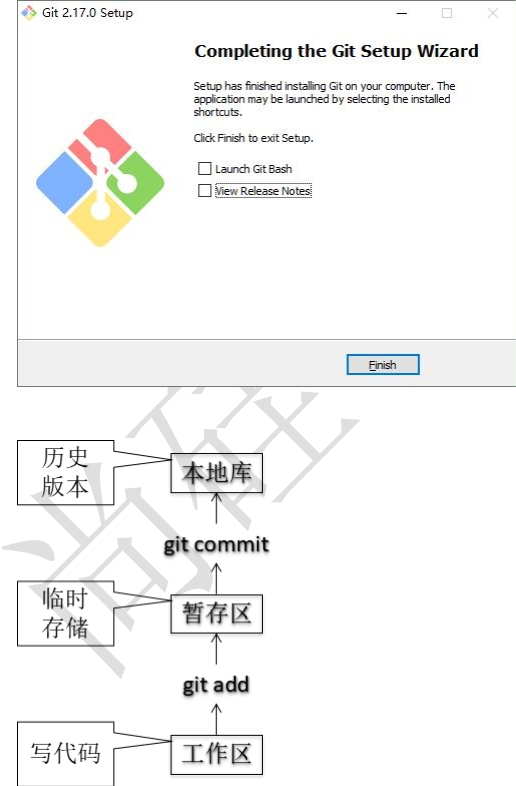 Git 2.17.0 Setup
Completing the Git Setup Wizard
Setup has finished installing Git on your computer. The
application may be launched by selecting the installed
shortcuts.
Click Finish to exit Setup.
Launch Git Bash
View Release Notes
Finish
历史
版本
本地库
git commit
临时
存储
暂存区
git add
写代码
工作区
尚硅